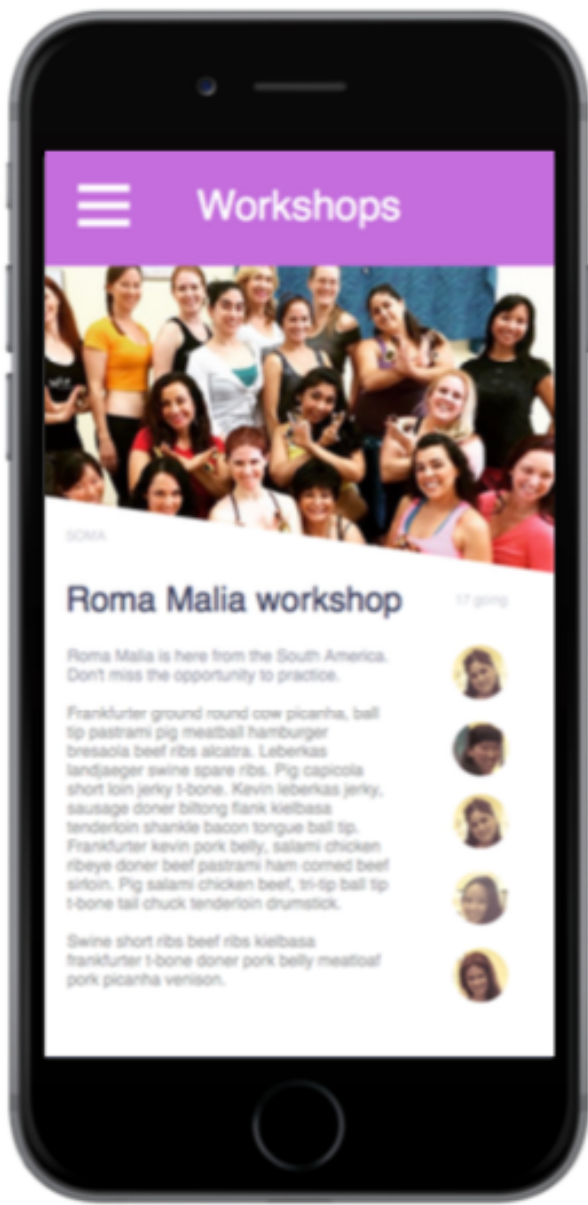 Workshops
SOMA
Roma Malia workshop
17 going
Roma Malia is here from the South America.
Don't miss the opportunity to practice.
Frankfurter ground round cow picanha, ball
tip pastrami pig meatball hamburger
bresaola beef ribs alcatra. Leberkas
landjaeger swine spare ribs. Pig capicola
short loin jerky t-bone. Kevin leberkas jerky,
sausage doner biltong flank kielbasa
tenderloin shankle bacon tongue ball tip.
Frankfurter kevin pork belly, salami chicken
ribeye doner beef pastrami ham corned beef
sirloin. Pig salami chicken beef, tri-tip ball tip
t-bone tail chuck tenderloin drumstick.
Swine short ribs beef ribs kielbasa
frankfurter t-bone doner pork belly meatloaf
pork picanha venison.